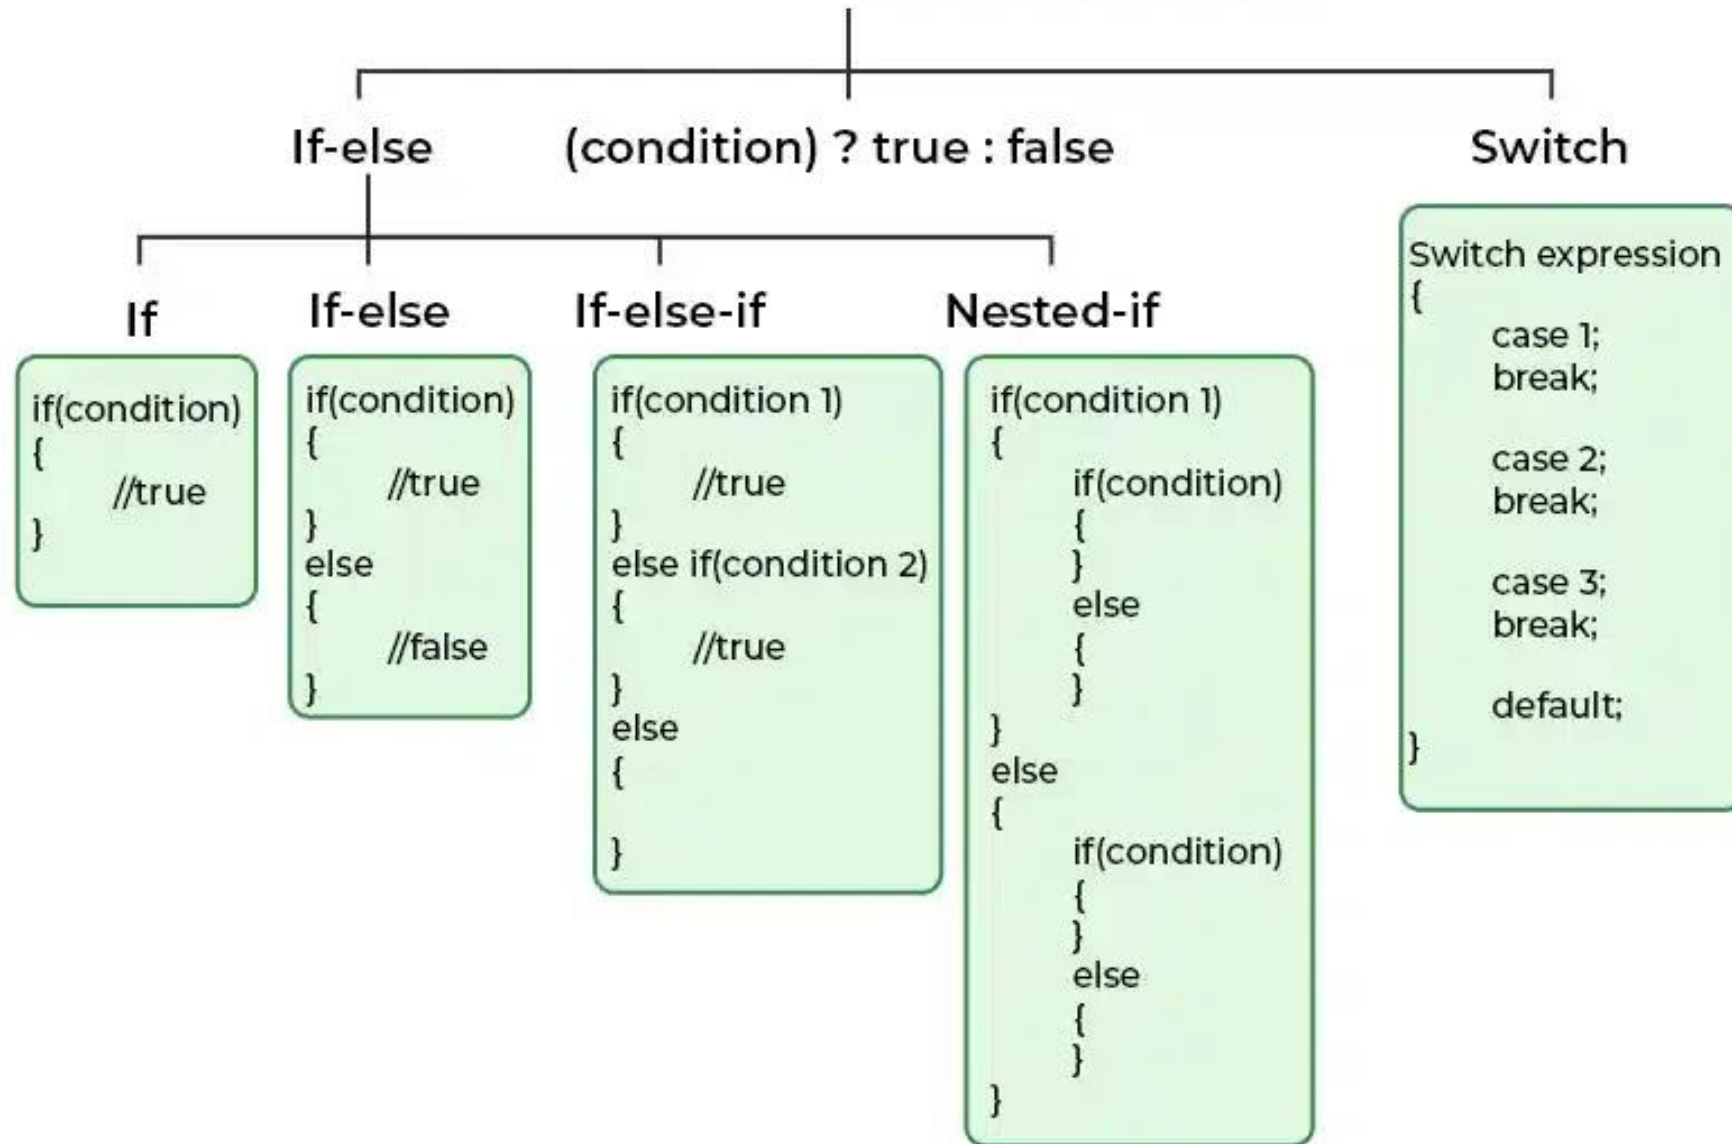 If-else
(condition) ? true : false
Switch
If
if(condition)
{
//true
}
If-else
if(condition)
{
//true
}
else
{
//false
}
If-else-if
if(condition 1)
{
//true
}
else if(condition 2)
{
//true
}
else
{
}
Nested-if
if(condition 1)
{
if(condition)
{
}
else
{
}
}
else
{
if(condition)
{
}
else
{
}
}
Switch expression
{
case 1;
break;
case 2;
break;
case 3;
break;
default;
}